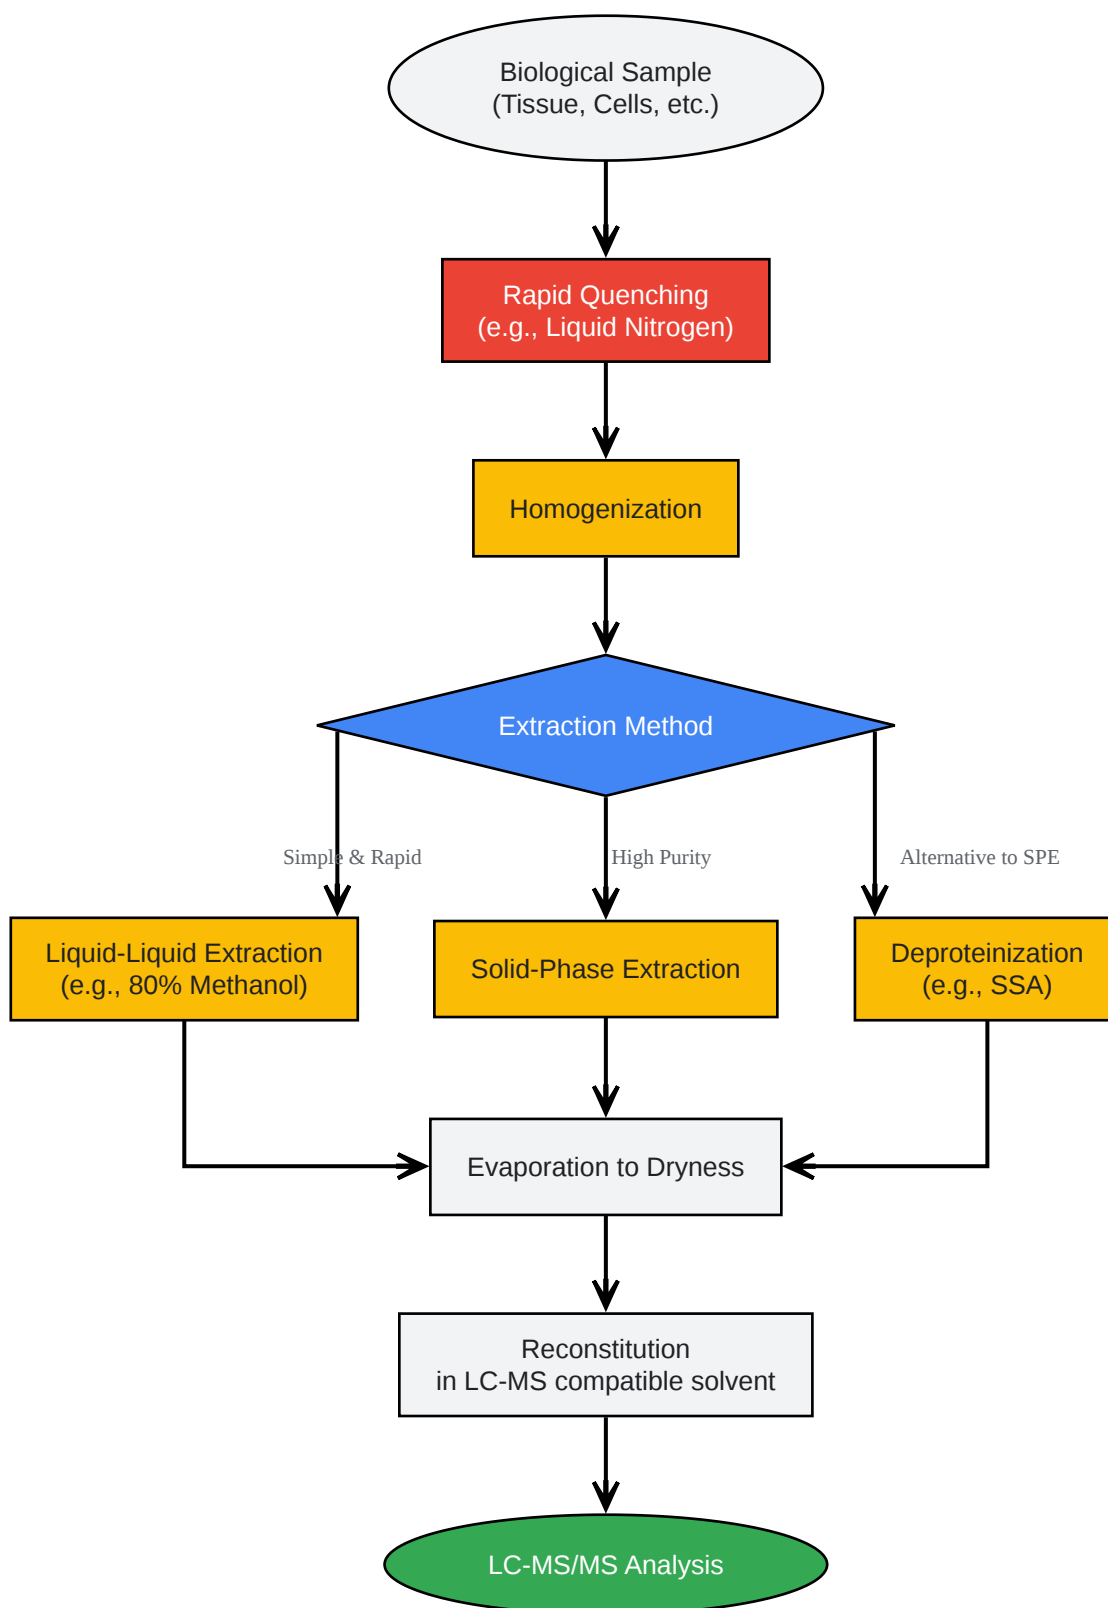 Biological Sample
(Tissue, Cells, etc.)
Rapid Quenching
(e.g., Liquid Nitrogen)
Homogenization
Extraction Method
Simple & Rapid
High Purity
Alternative to SPE
Liquid-Liquid Extraction
(e.g., 80% Methanol)
Solid-Phase Extraction
Deproteinization
(e.g., SSA)
Evaporation to Dryness
Reconstitution
in LC-MS compatible solvent
LC-MS/MS Analysis